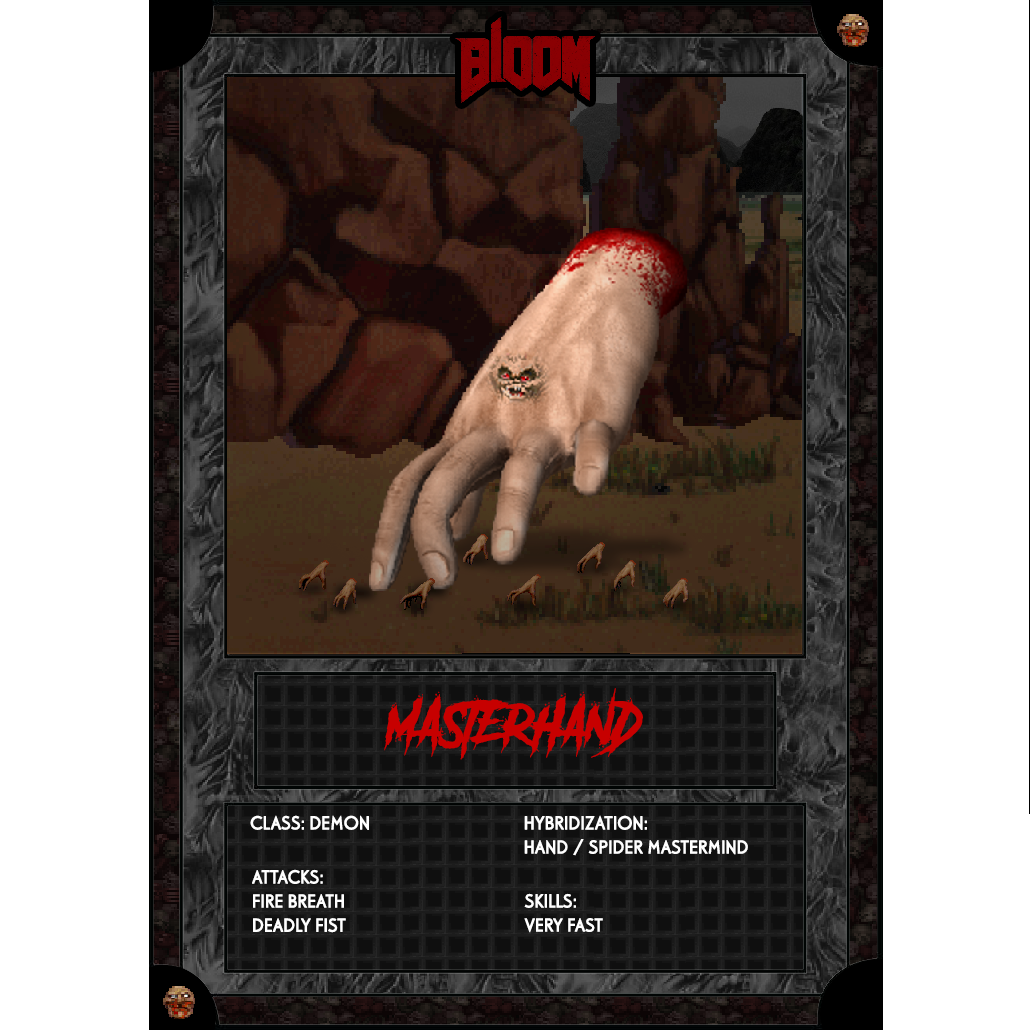 BLOOM
MASTERHAND
CLASS: DEMON
HYBRIDIZATION:
HAND / SPIDER MASTERMIND
ATTACKS:
FIRE BREATH
DEADLY FIST
SKILLS:
VERY FAST